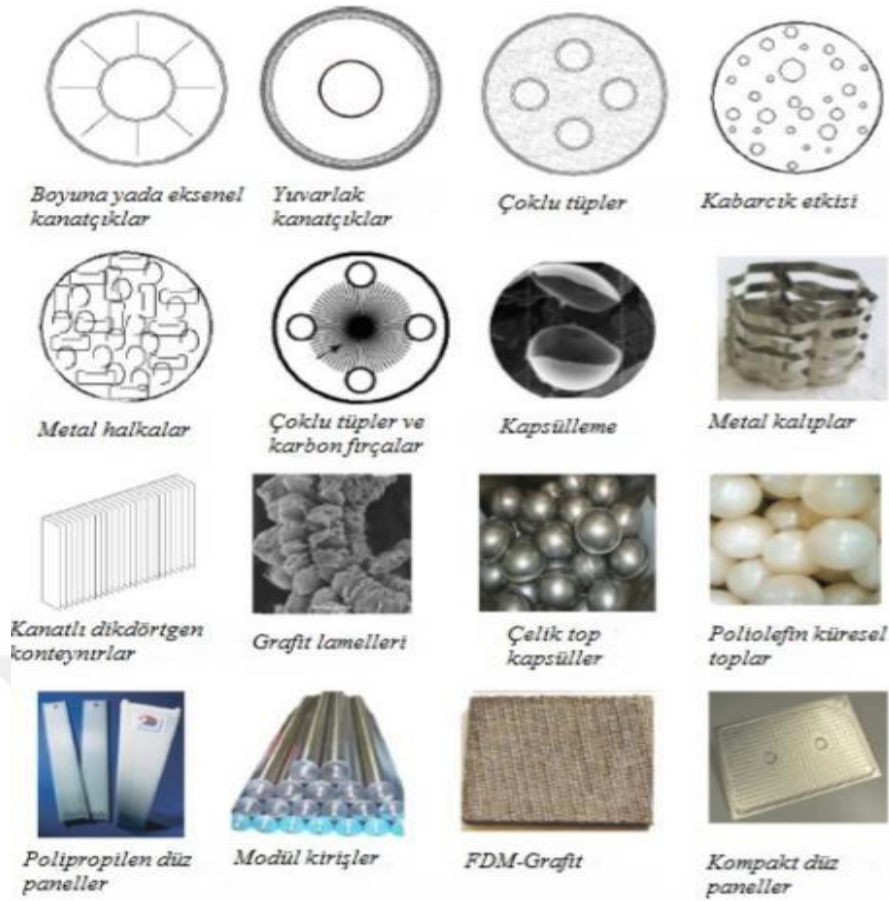 Boyuna yada eksenel
kanatçıklar
Yuvarlak
kanatçıklar
Çoklu tüpler
Kabarcık etkisi
Metal halkalar
Çoklu tüpler ve
karbon fırçalar
Kapsülleme
Metal kalıplar
Kanatlı dikdörtgen
konteynırlar
Grafit lamelleri
Çelik top
kapsüller
Poliolefin küresel
toplar
Polipropilen düz
paneller
Modül kirişler
FDM-Grafit
Kompakt düz
paneller